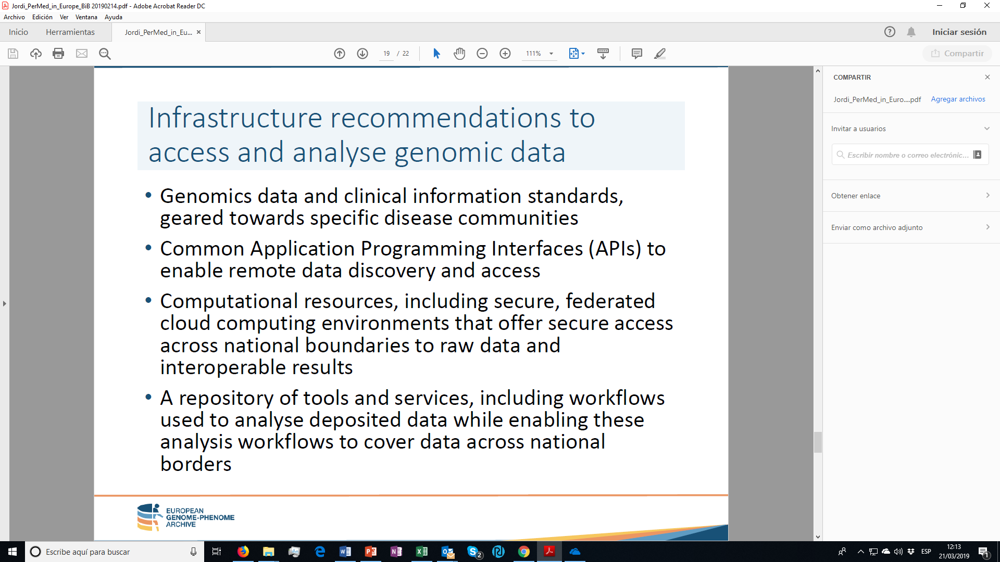 Jordi_PerMed_in_Europe_BiB 20190214.pdf - Adobe Acrobat Reader DC
Archivo Edición Ver Ventana Ayuda
Inicio Herramientas Jordi_PerMed_in_Eu... × Iniciar sesión
19 / 22 111% Compartir
Infrastructure recommendations to
access and analyse genomic data
• Genomics data and clinical information standards,
geared towards specific disease communities
• Common Application Programming Interfaces (APIs) to
enable remote data discovery and access
• Computational resources, including secure, federated
cloud computing environments that offer secure access
across national boundaries to raw data and
interoperable results
• A repository of tools and services, including workflows
used to analyse deposited data while enabling these
analysis workflows to cover data across national
borders
EUROPEAN
GENOME-PHENOME
ARCHIVE
COMPARTIR
Jordi_PerMed_in_Euro....pdf Agregar archivos
Invitar a usuarios
Escribir nombre o correo electrónic...
Obtener enlace
Enviar como archivo adjunto
Escribe aquí para buscar
2
ESP
12:13
21/03/2019
1